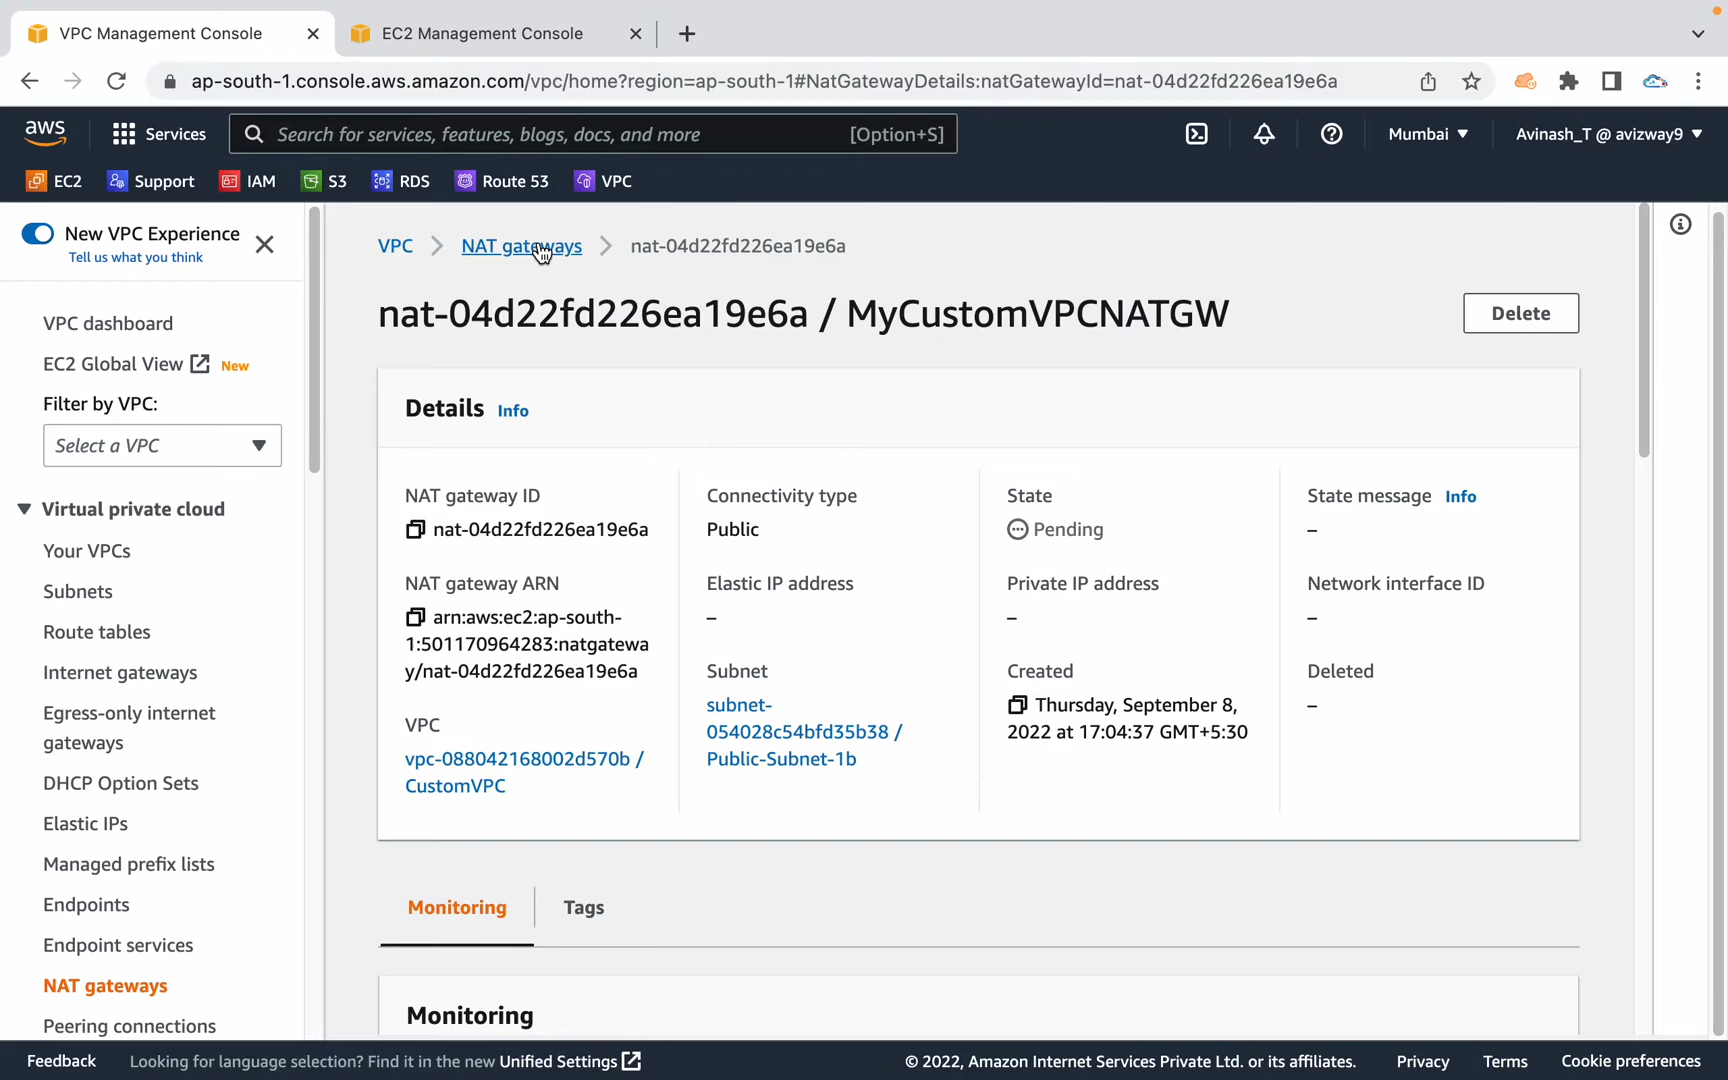 VPC Management Console
EC2 Management Console
ap-south-1.console.aws.amazon.com/vpc/home?region=ap-south-1#NatGatewayDetails:natGatewayId=nat-04d22fd226ea19e6a
aws
Services
Search for services, features, blogs, docs, and more
[Option+S]
Mumbai
Avinash_T @ avizway9
EC2
Support
IAM
S3
RDS
Route 53
VPC
New VPC Experience
Tell us what you think
VPC dashboard
EC2 Global View
New
Filter by VPC:
Select a VPC
Virtual private cloud
Your VPCs
Subnets
Route tables
Internet gateways
Egress-only internet
gateways
DHCP Option Sets
Elastic IPs
Managed prefix lists
Endpoints
Endpoint services
NAT gateways
Peering connections
VPC
NAT gateways
nat-04d22fd226ea19e6a
nat-04d22fd226ea19e6a / MyCustomVPCNATGW
Delete
Details Info
NAT gateway ID
nat-04d22fd226ea19e6a
Connectivity type
Public
State
Pending
State message Info
–
NAT gateway ARN
arn:aws:ec2:ap-south-
1:501170964283:natgatewa
y/nat-04d22fd226ea19e6a
Elastic IP address
–
Private IP address
–
Network interface ID
–
VPC
vpc-088042168002d570b /
CustomVPC
Subnet
subnet-
054028c54bfd35b38 /
Public-Subnet-1b
Created
Thursday, September 8,
2022 at 17:04:37 GMT+5:30
Deleted
–
Monitoring
Tags
Monitoring
Feedback
Looking for language selection? Find it in the new Unified Settings
© 2022, Amazon Internet Services Private Ltd. or its affiliates.
Privacy
Terms
Cookie preferences